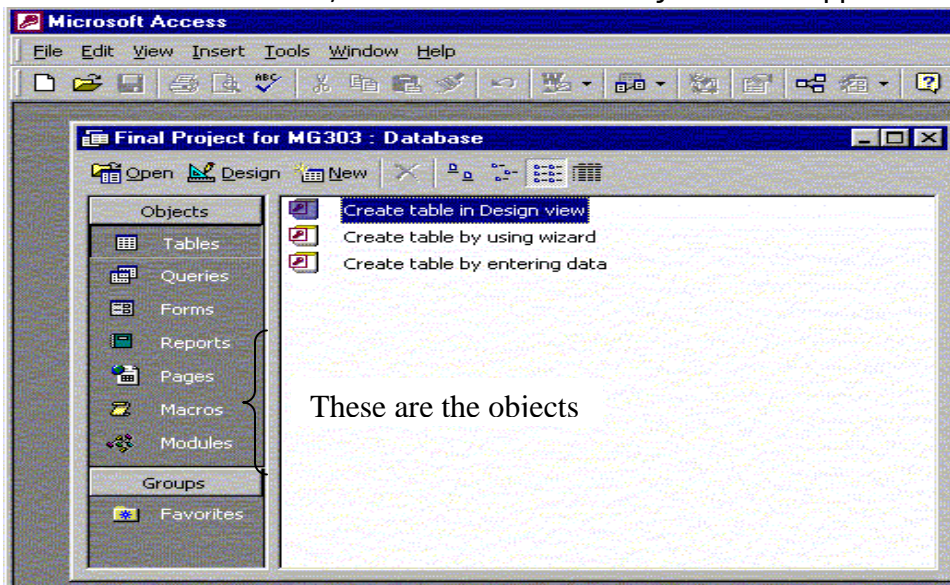 Microsoft Access
File Edit View Insert Tools Window Help
ABC
Final Project for MG303 : Database
Open Design New
Objects
Tables
Queries
Forms
Reports
Pages
Macros
Modules
Groups
Favorites
Create table in Design view
Create table by using wizard
Create table by entering data
These are the objects